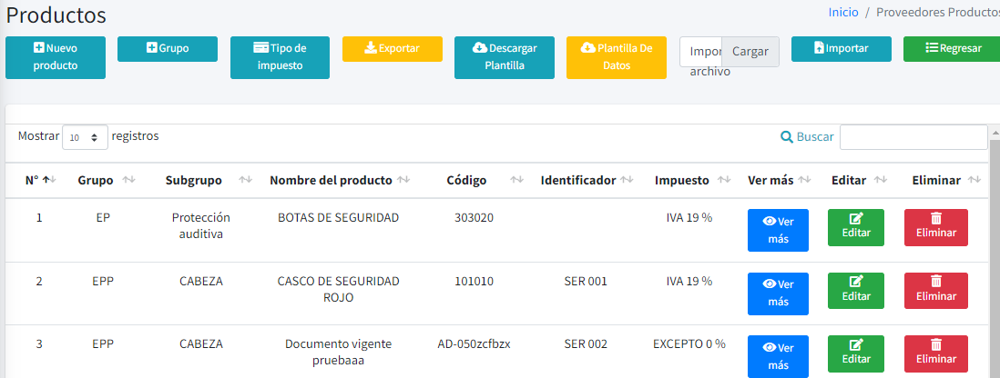 Productos
Inicio / Proveedores Productos
Nuevo producto
Grupo
Tipo de impuesto
Exportar
Descargar Plantilla
Plantilla De Datos
Impor archivo
Cargar
Importar
Regresar
Mostrar 10 registros
Buscar
N° Grupo Subgrupo Nombre del producto Código Identificador Impuesto Ver más Editar Eliminar
1 EP Protección auditiva BOTAS DE SEGURIDAD 303020 IVA 19 % Ver más Editar Eliminar
2 EPP CABEZA CASCO DE SEGURIDAD ROJO 101010 SER 001 IVA 19 % Ver más Editar Eliminar
3 EPP CABEZA Documento vigente pruebaaa AD-050zcfbzx SER 002 EXCEPTO 0 % Ver más Editar Eliminar